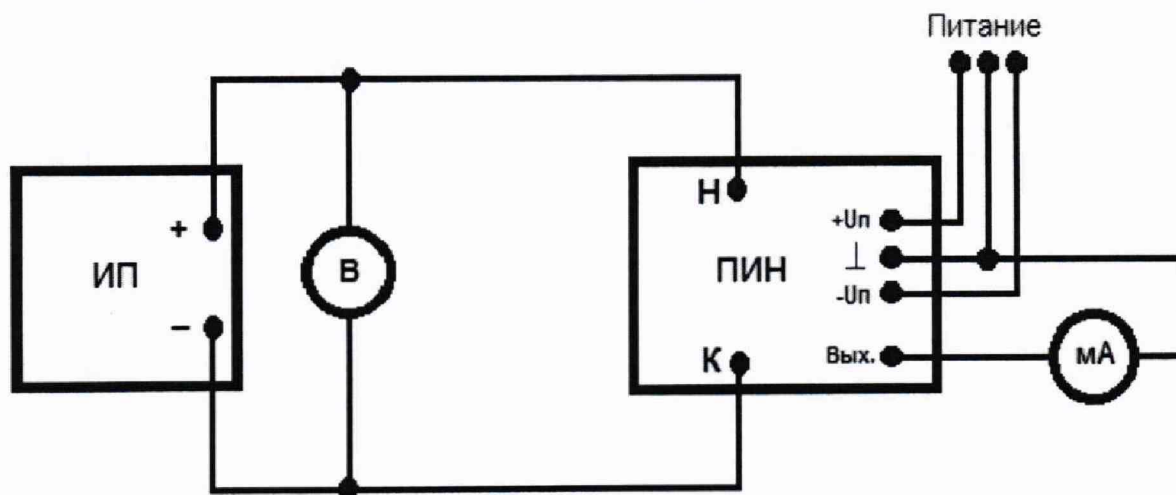 Питание
+
ИП
−
В
Н
ПИН
К
+Uп
⊥
-Uп
Вых.
мА